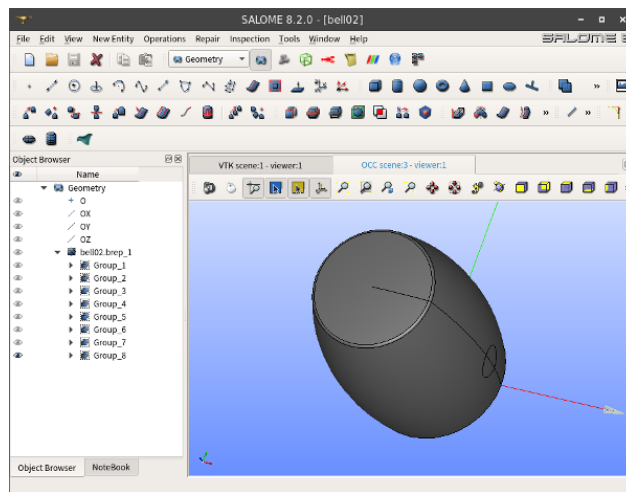 SALOME 8.2.0 - [bell02]
File Edit View New Entity Operations Repair Inspection Tools Window Help
SALOME 8
Geometry
»
» »
Object Browser
VTK scene:1 - viewer:1 OCC scene:3 - viewer:1
Name
Geometry
O
OX
OY
OZ
bell02.brep_1
Group_1
Group_2
Group_3
Group_4
Group_5
Group_6
Group_7
Group_8
Object Browser NoteBook